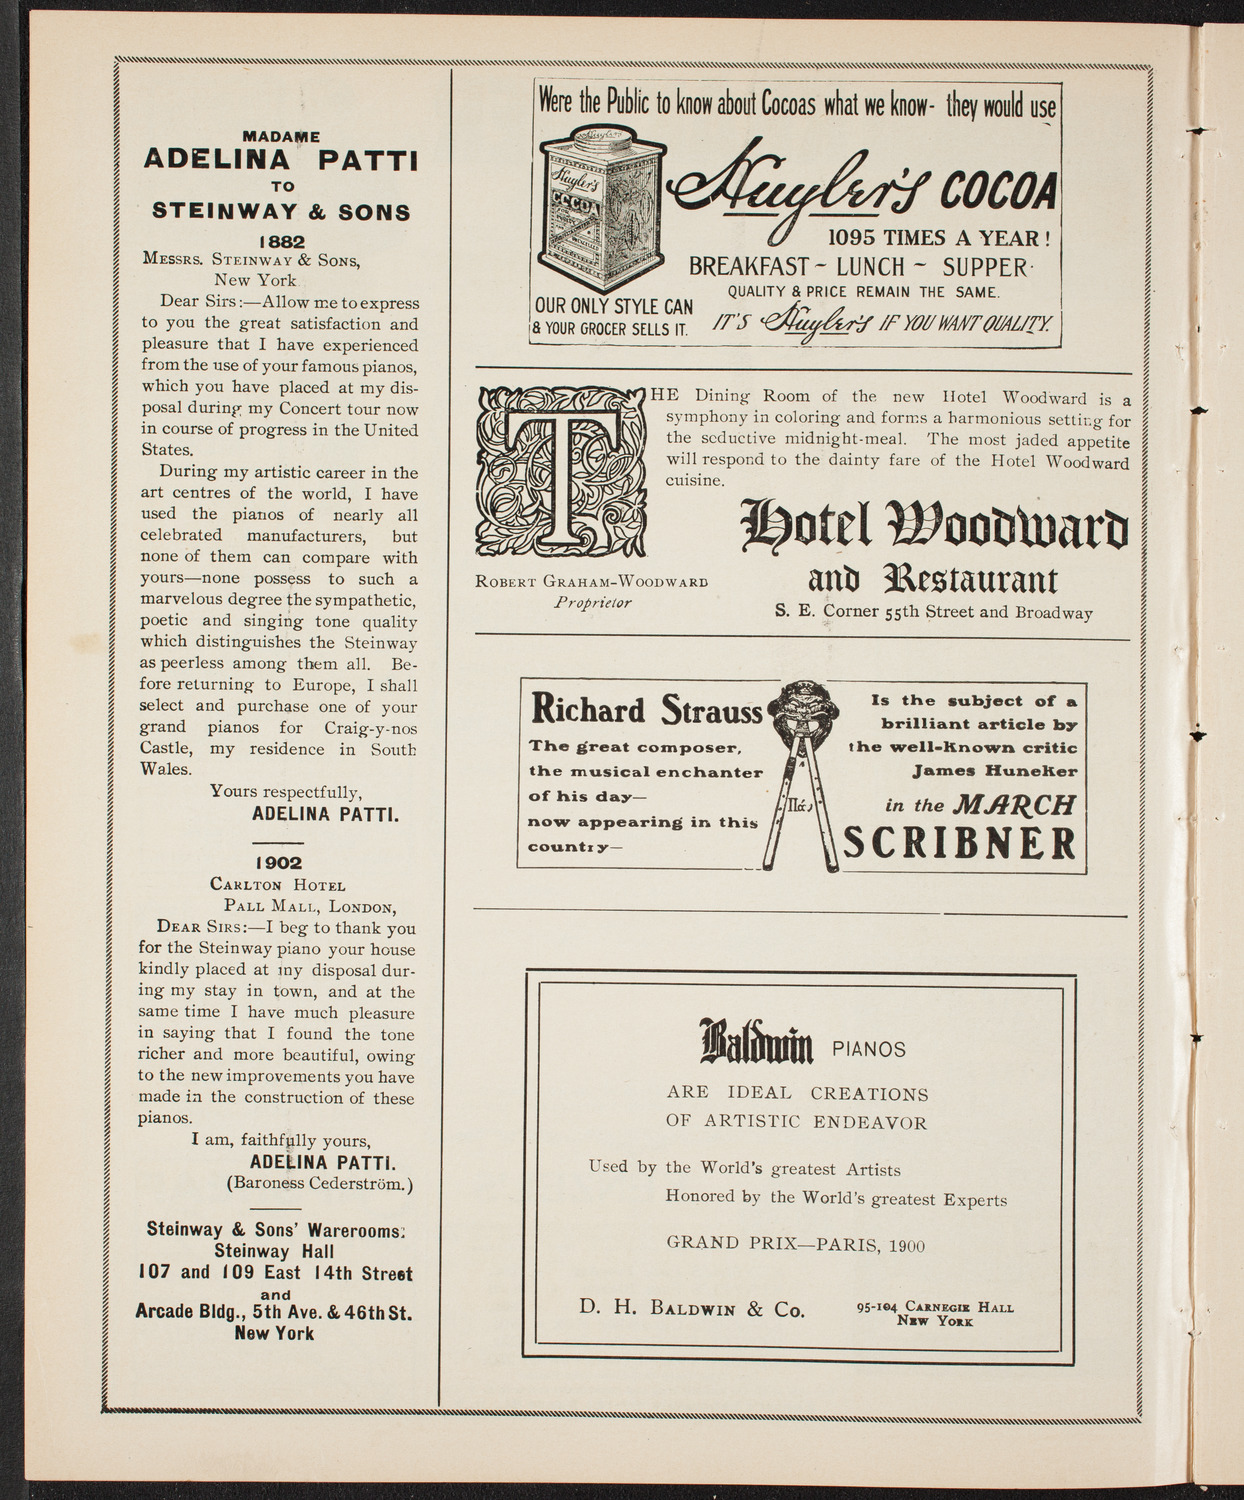 MADAME
ADELINA PATTI
TO
STEINWAY & SONS
1882
MESSRS. STEINWAY & SONS,
New York
Dear Sirs:—Allow me to express
to you the great satisfaction and
pleasure that I have experienced
from the use of your famous pianos,
which you have placed at my dis-
posal during my Concert tour now
in course of progress in the United
States.
During my artistic career in the
art centres of the world, I have
used the pianos of nearly all
celebrated manufacturers, but
none of them can compare with
yours—none possess to such a
marvelous degree the sympathetic,
poetic and singing tone quality
which distinguishes the Steinway
as peerless among them all. Be-
fore returning to Europe, I shall
select and purchase one of your
grand pianos for Craig-y-nos
Castle, my residence in South
Wales.
Yours respectfully,
ADELINA PATTI.
1902
CARLTON HOTEL
PALL MALL, LONDON,
DEAR SIRS:—I beg to thank you
for the Steinway piano your house
kindly placed at my disposal dur-
ing my stay in town, and at the
same time I have much pleasure
in saying that I found the tone
richer and more beautiful, owing
to the new improvements you have
made in the construction of these
pianos.
I am, faithfully yours,
ADELINA PATTI.
(Baroness Cederström.)
Steinway & Sons' Warerooms:
Steinway Hall
107 and 109 East 14th Street
and
Arcade Bldg., 5th Ave. & 46th St.
New York
Were the Public to know about Cocoas what we know- they would use
Huyler's
Huyler's
COCOA
Huyler's COCOA
1095 TIMES A YEAR!
BREAKFAST ~ LUNCH ~ SUPPER.
QUALITY & PRICE REMAIN THE SAME.
OUR ONLY STYLE CAN
& YOUR GROCER SELLS IT.
IT'S Huyler's IF YOU WANT QUALITY.
THE Dining Room of the new Hotel Woodward is a
symphony in coloring and forms a harmonious setting for
the seductive midnight-meal. The most jaded appetite
will respond to the dainty fare of the Hotel Woodward
cuisine.
Hotel Woodward
and Restaurant
S. E. Corner 55th Street and Broadway
ROBERT GRAHAM-WOODWARD
Proprietor
Richard Strauss
The great composer,
the musical enchanter
of his day—
now appearing in this
country—
Is the subject of a
brilliant article by
the well-known critic
James Huneker
in the MARCH
SCRIBNER
Baldwin PIANOS
ARE IDEAL CREATIONS
OF ARTISTIC ENDEAVOR
Used by the World's greatest Artists
Honored by the World's greatest Experts
GRAND PRIX—PARIS, 1900
D. H. BALDWIN & CO.
95-104 CARNEGIE HALL
NEW YORK